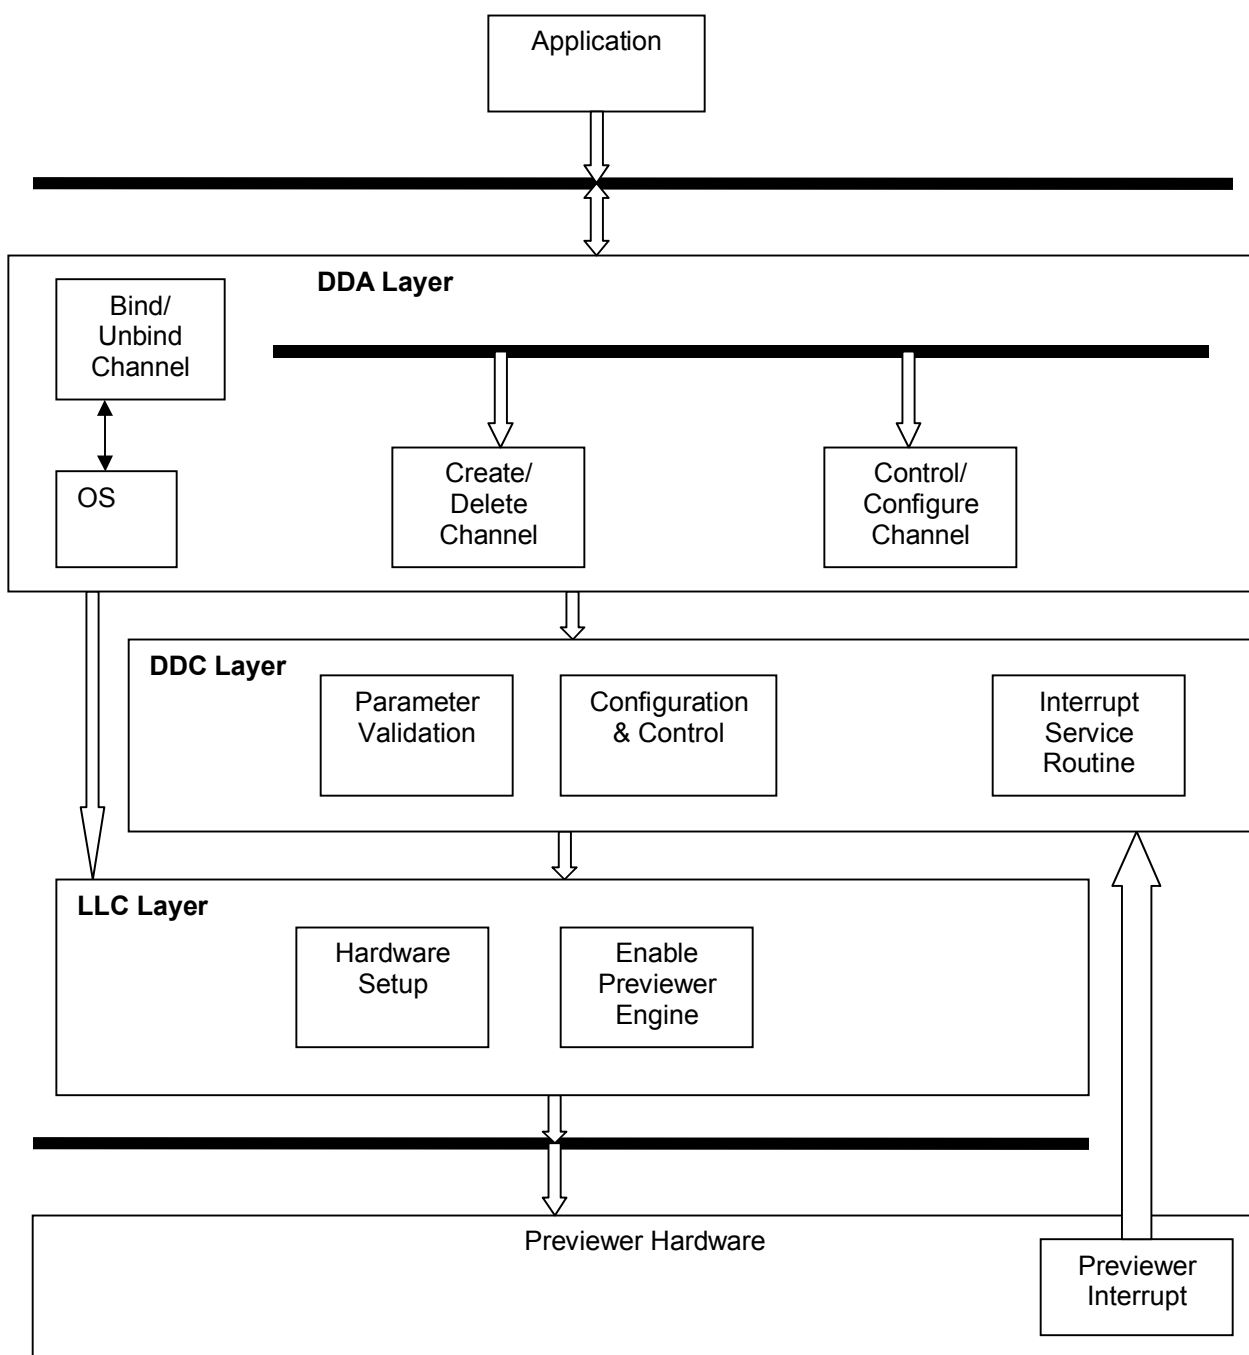 Application
DDA Layer
Bind/
Unbind
Channel
OS
Create/
Delete
Channel
Control/
Configure
Channel
DDC Layer
Parameter
Validation
Configuration
& Control
Interrupt
Service
Routine
LLC Layer
Hardware
Setup
Enable
Previewer
Engine
Previewer Hardware
Previewer
Interrupt